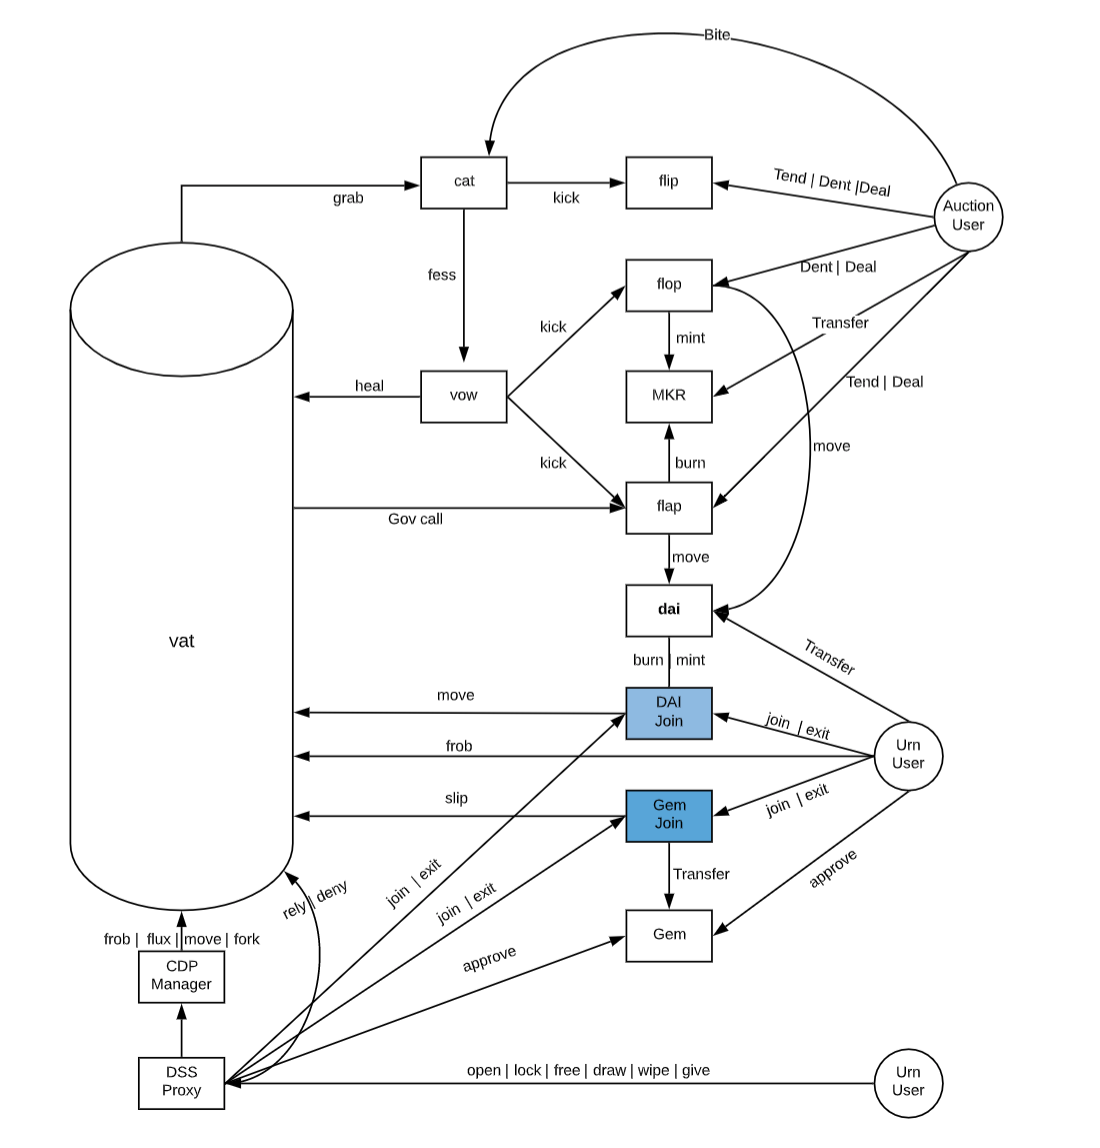 Bite
cat
grab
kick
flip
Tend | Dent |Deal
Auction
User
fess
flop
Dent | Deal
kick
mint
Transfer
heal
vow
MKR
Tend | Deal
kick
burn
move
Gov call
flap
move
dai
vat
burn | mint
Transfer
move
DAI
Join
join | exit
frob
Urn
User
slip
Gem
Join
join | exit
Transfer
approve
join | exit
rely | deny
join | exit
Gem
approve
frob | flux | move | fork
CDP
Manager
DSS
Proxy
open | lock | free | draw | wipe | give
Urn
User